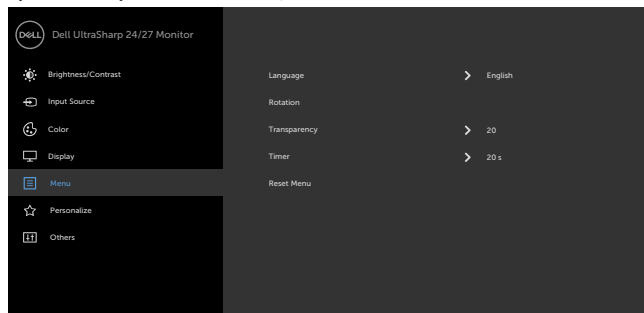 DELL Dell UltraSharp 24/27 Monitor
Brightness/Contrast
Input Source
Color
Display
Menu
Personalize
Others
Language English
Rotation
Transparency 20
Timer 20 s
Reset Menu